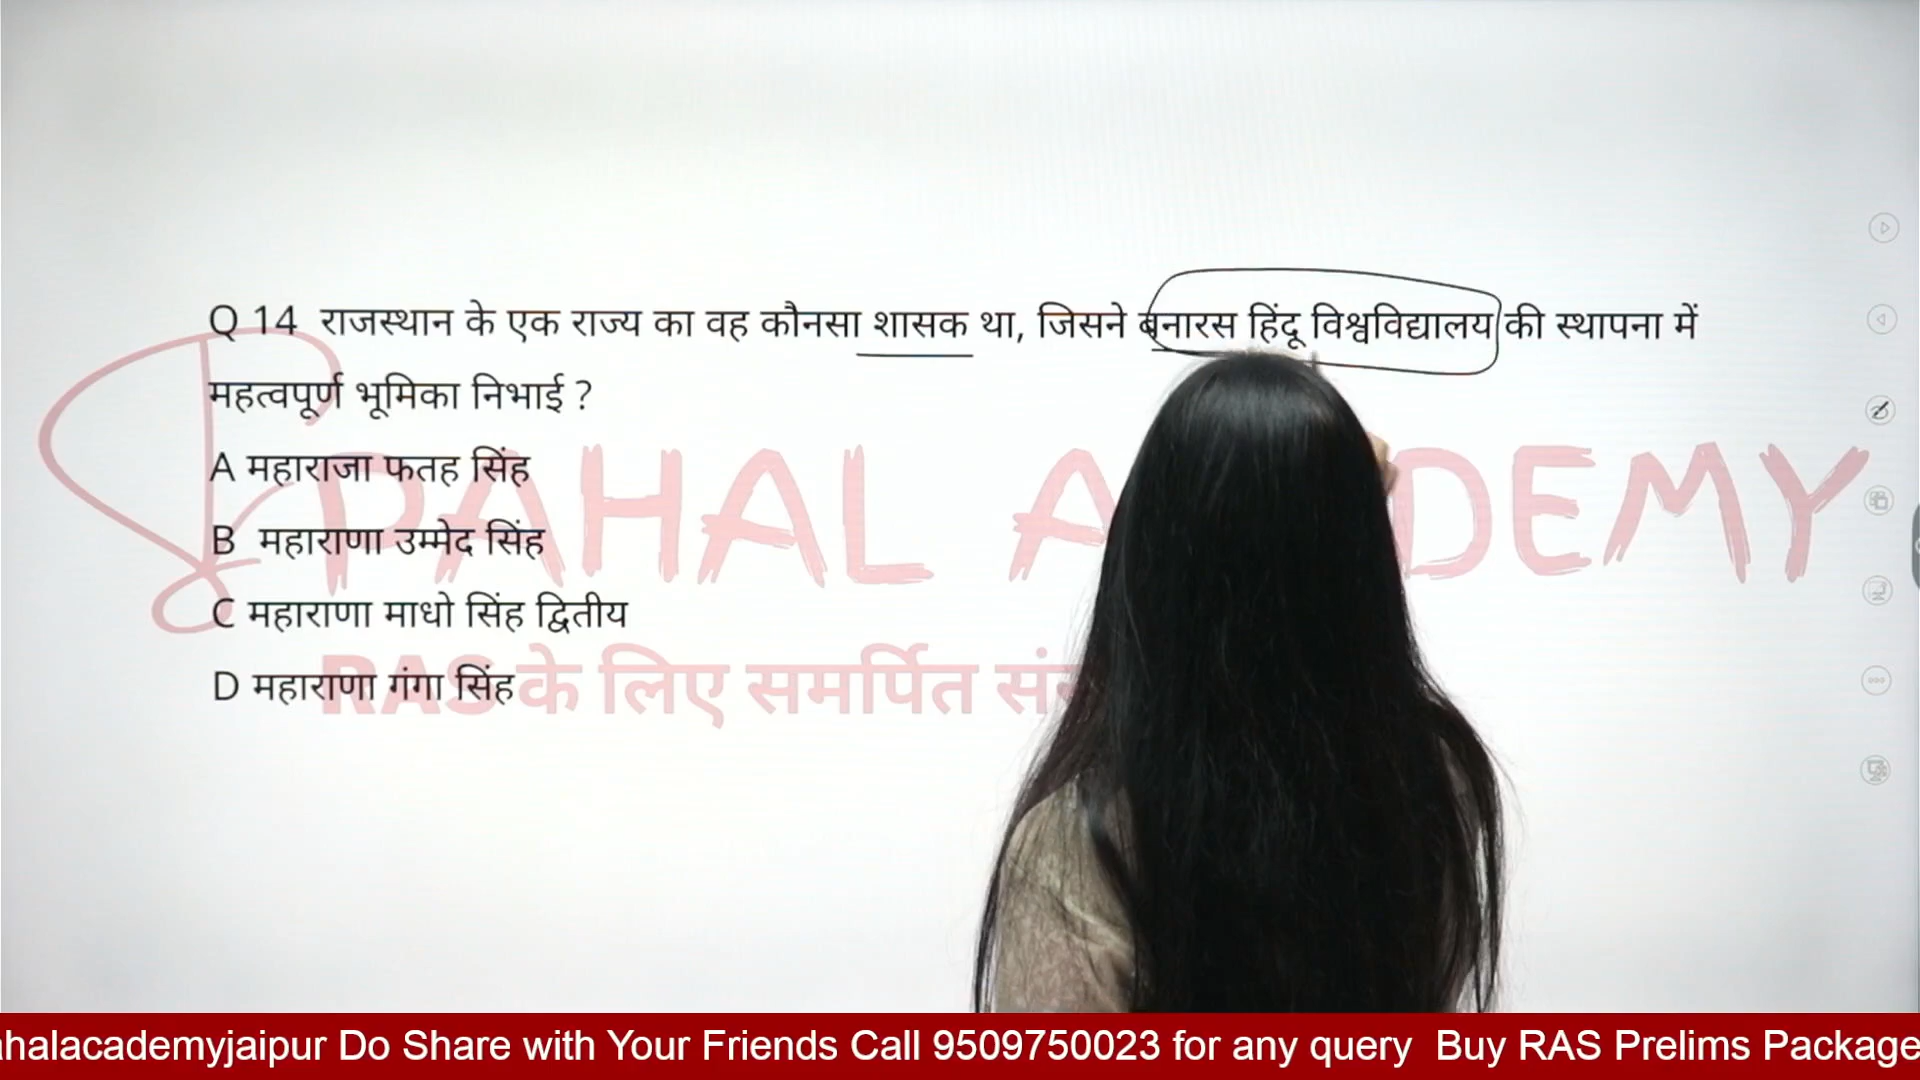 Q 14 राजस्थान के एक राज्य का वह कौनसा शासक था, जिसने बनारस हिंदू विश्वविद्यालय की स्थापना में
महत्वपूर्ण भूमिका निभाई ?
A महाराजा फतह सिंह
PAHAL A DEMY
B महाराणा उम्मेद सिंह
C महाराणा माधो सिंह द्वितीय
D महाराणा गंगा सिंह
RAS के लिए समर्पित
halacademyjaipur Do Share with Your Friends Call 9509750023 for any query Buy RAS Prelims Package